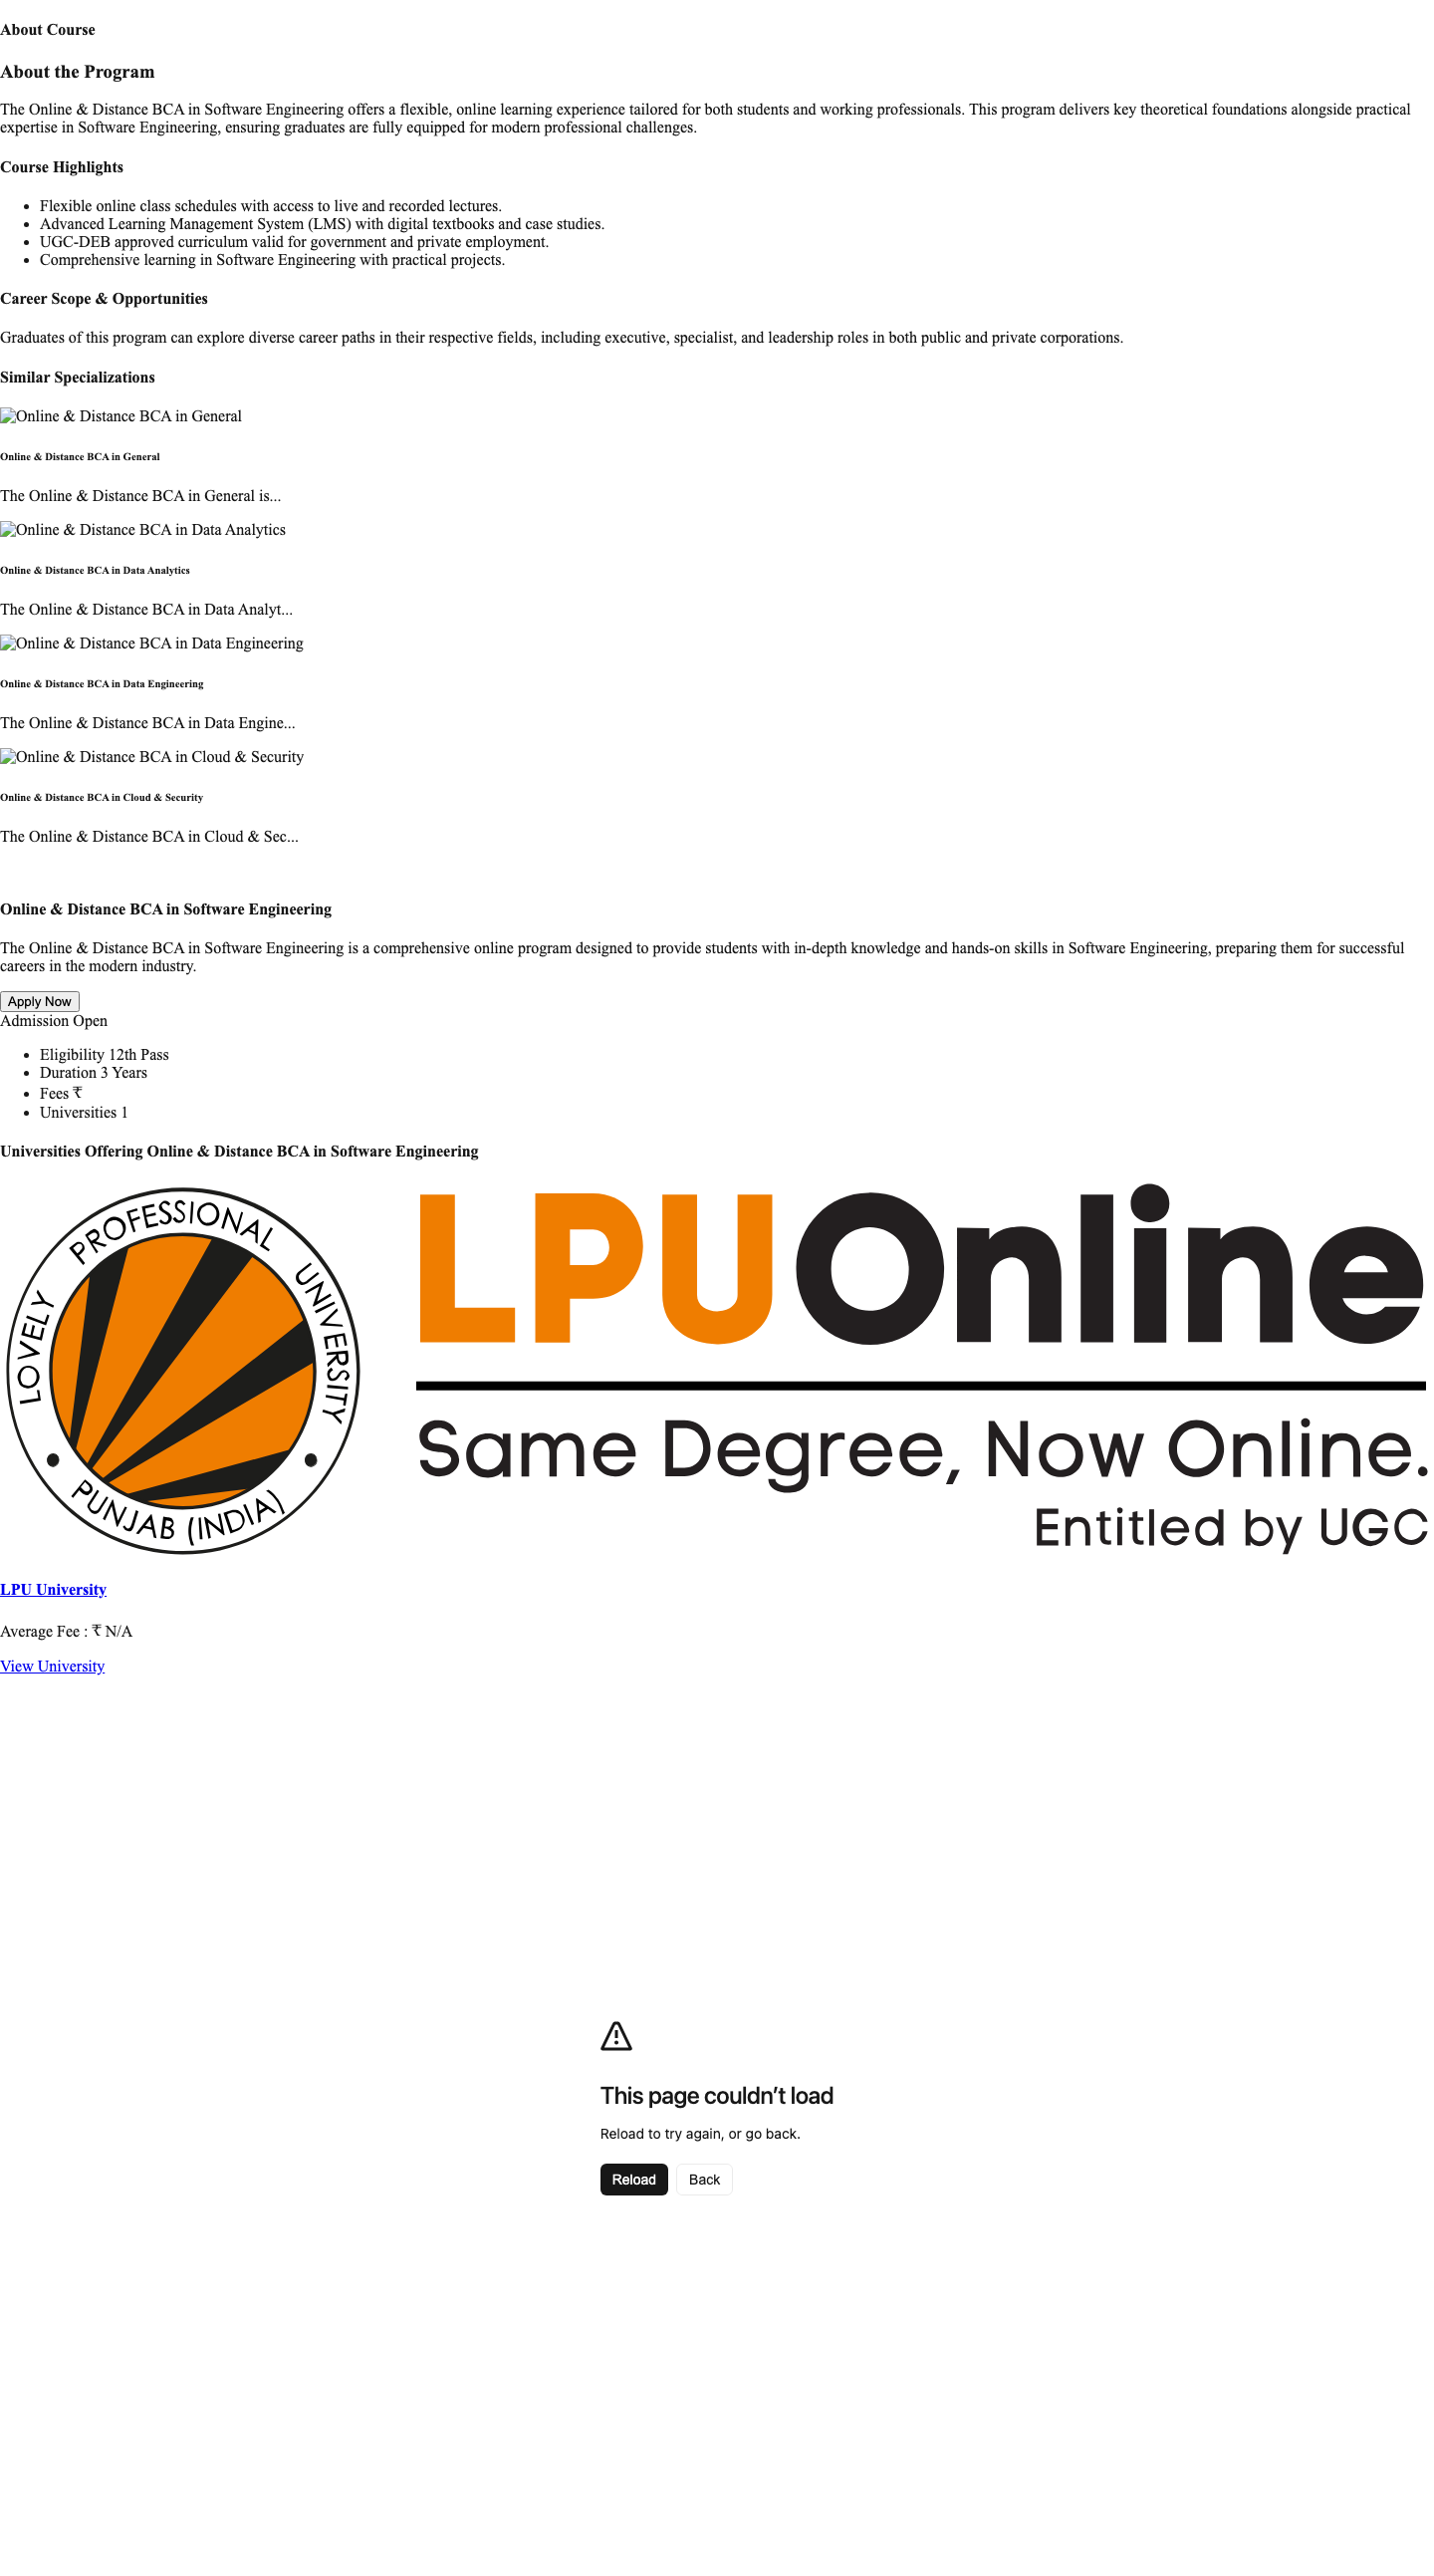 About Course
About the Program
The Online & Distance BCA in Software Engineering offers a flexible, online learning experience tailored for both students and working professionals. This program delivers key theoretical foundations alongside practical
expertise in Software Engineering, ensuring graduates are fully equipped for modern professional challenges.
Course Highlights
• Flexible online class schedules with access to live and recorded lectures.
• Advanced Learning Management System (LMS) with digital textbooks and case studies.
• UGC-DEB approved curriculum valid for government and private employment.
• Comprehensive learning in Software Engineering with practical projects.
Career Scope & Opportunities
Graduates of this program can explore diverse career paths in their respective fields, including executive, specialist, and leadership roles in both public and private corporations.
Similar Specializations
Online & Distance BCA in General
Online & Distance BCA in General
The Online & Distance BCA in General is...
Online & Distance BCA in Data Analytics
Online & Distance BCA in Data Analytics
The Online & Distance BCA in Data Analyt...
Online & Distance BCA in Data Engineering
Online & Distance BCA in Data Engineering
The Online & Distance BCA in Data Engine...
Online & Distance BCA in Cloud & Security
Online & Distance BCA in Cloud & Security
The Online & Distance BCA in Cloud & Sec...
Online & Distance BCA in Software Engineering
The Online & Distance BCA in Software Engineering is a comprehensive online program designed to provide students with in-depth knowledge and hands-on skills in Software Engineering, preparing them for successful
careers in the modern industry.
Apply Now
Admission Open
• Eligibility 12th Pass
• Duration 3 Years
• Fees ₹
• Universities 1
Universities Offering Online & Distance BCA in Software Engineering
LOVELY PROFESSIONAL UNIVERSITY
PUNJAB (INDIA)
LPUOnline
Same Degree, Now Online.
Entitled by UGC
LPU University
Average Fee : ₹ N/A
View University
This page couldn’t load
Reload to try again, or go back.
Reload Back